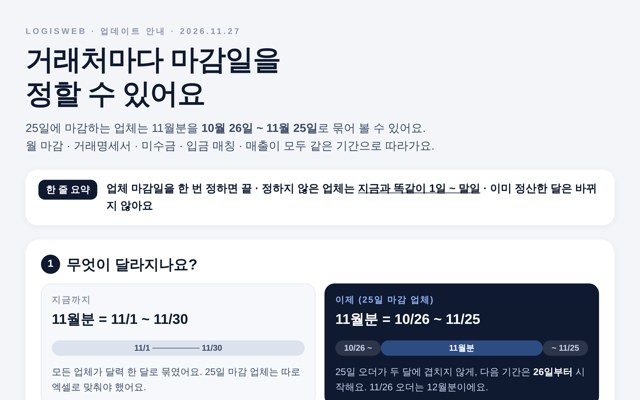 LOGISWEB · 업데이트 안내 · 2026.11.27
거래처마다 마감일을
정할 수 있어요
25일에 마감하는 업체는 11월분을 10월 26일 ~ 11월 25일로 묶어 볼 수 있어요.
월 마감 · 거래명세서 · 미수금 · 입금 매칭 · 매출이 모두 같은 기간으로 따라가요.
한 줄 요약
업체 마감일을 한 번 정하면 끝 · 정하지 않은 업체는 지금과 똑같이 1일 ~ 말일 · 이미 정산한 달은 바뀌
지 않아요
1 무엇이 달라지나요?
지금까지
11월분 = 11/1 ~ 11/30
11/1 ────── 11/30
모든 업체가 달력 한 달로 묶였어요. 25일 마감 업체는 따로
엑셀로 맞춰야 했어요.
이제 (25일 마감 업체)
11월분 = 10/26 ~ 11/25
10/26 ~ 11월분 ~ 11/25
25일 오더가 두 달에 겹치지 않게, 다음 기간은 26일부터 시
작해요. 11/26 오더는 12월분이에요.